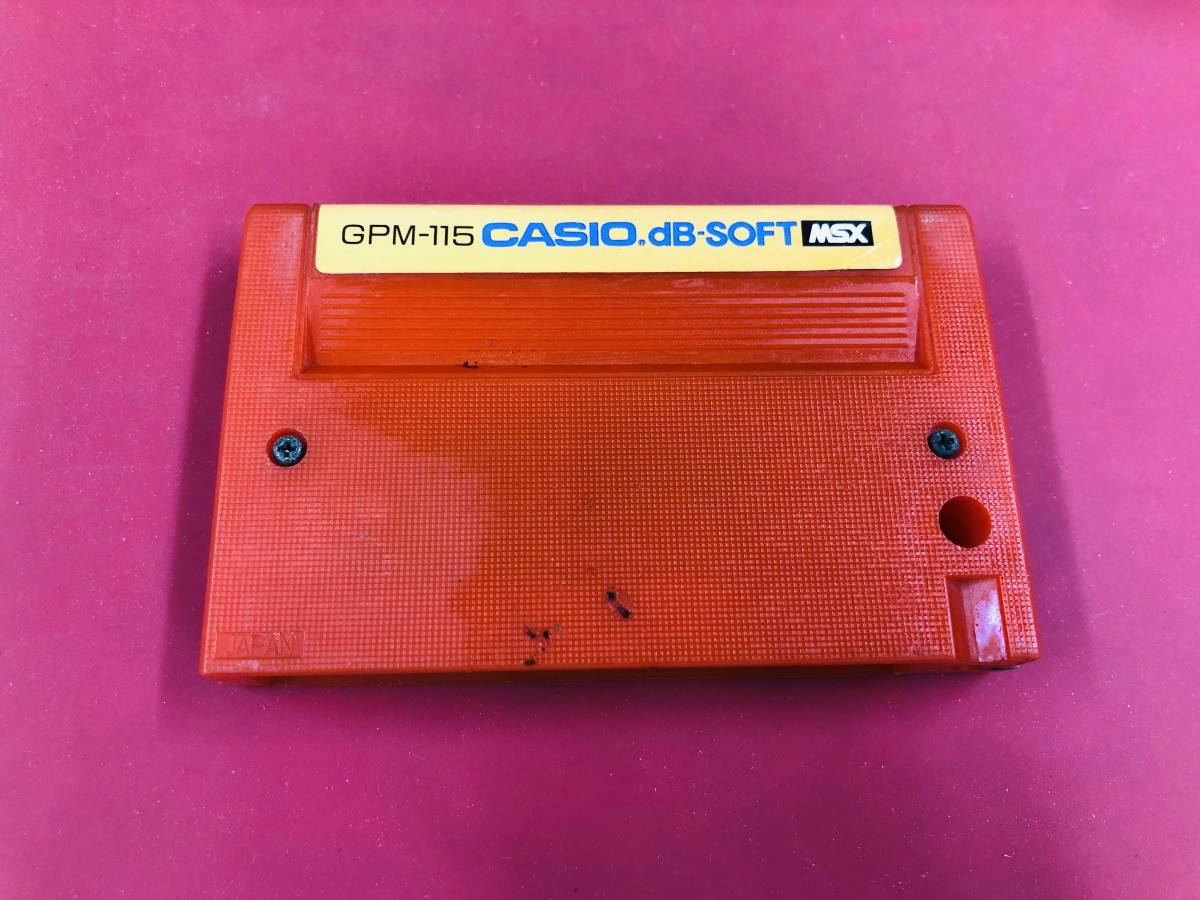 GPM-115 CASIO. dB-SOFT MSX
JAPAN